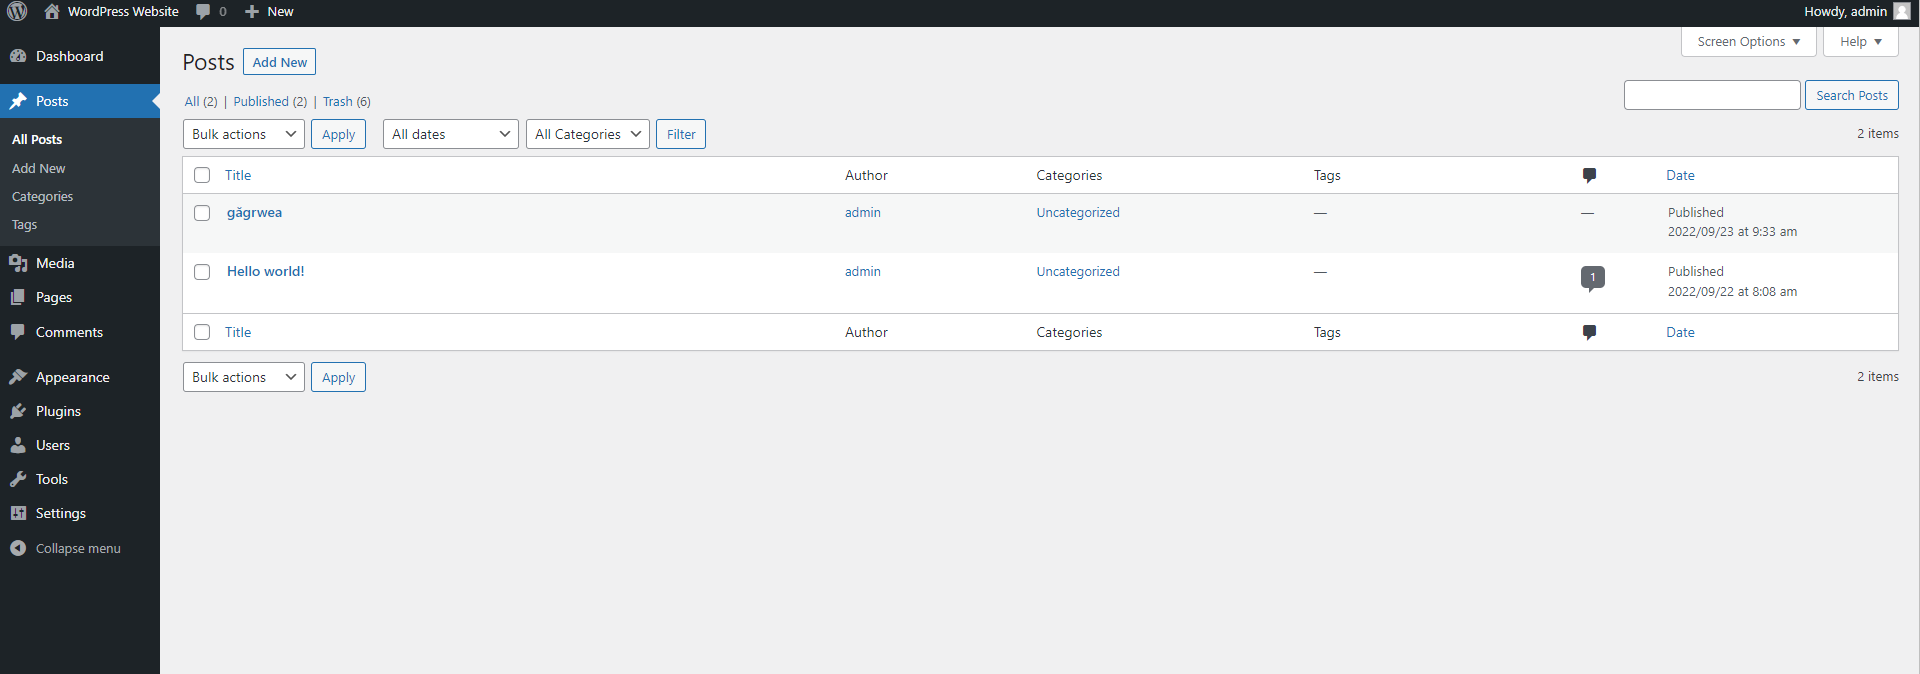 WordPress Website 0 New Howdy, admin
Dashboard
Posts
All Posts
Add New
Categories
Tags
Media
Pages
Comments
Appearance
Plugins
Users
Tools
Settings
Collapse menu
Screen Options Help
Posts Add New
All (2) | Published (2) | Trash (6)
Search Posts
Bulk actions Apply All dates All Categories Filter 2 items
Title Author Categories Tags Date
găgrwea admin Uncategorized — — Published
2022/09/23 at 9:33 am
Hello world! admin Uncategorized — 1 Published
2022/09/22 at 8:08 am
Title Author Categories Tags Date
Bulk actions Apply 2 items